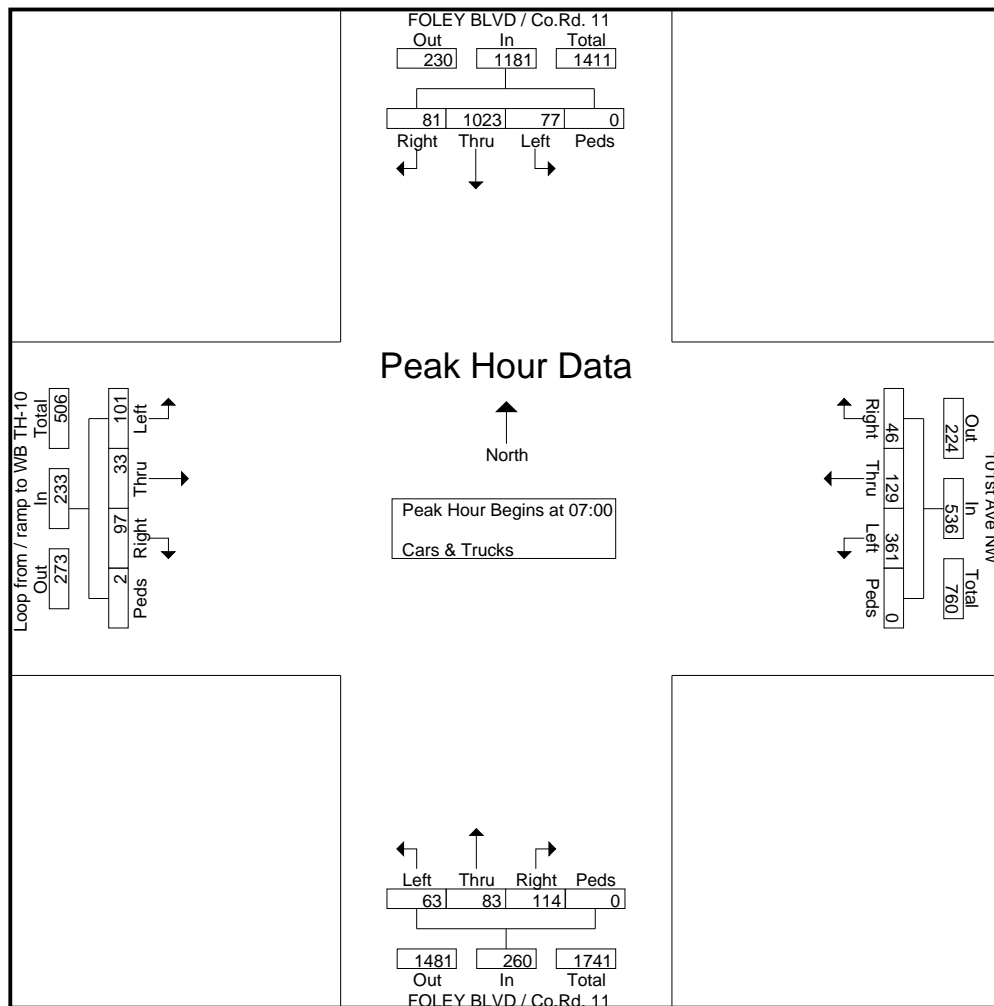 FOLEY BLVD / Co.Rd. 11
Out In Total
230 1181 1411
81 1023 77 0
Right Thru Left Peds
Peak Hour Data
North
Peak Hour Begins at 07:00
Cars & Trucks
Loop from / ramp to WB TH-10
Out In Total
273 233 506
2 97 33 101
Peds Right Thru Left
101st Ave NW
Out In Total
224 536 760
46 129 361 0
Right Thru Left Peds
Left Thru Right Peds
63 83 114 0
1481 260 1741
Out In Total
FOLEY BLVD / Co.Rd. 11